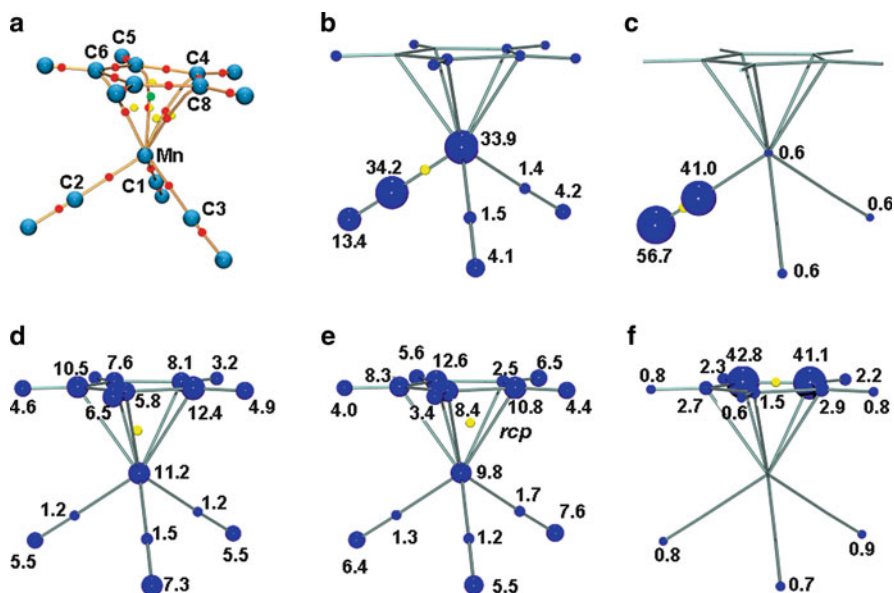 a
C5
C6
C4
C8
Mn
C1
C2
C3
b
33.9
34.2
1.4
4.2
1.5
13.4
4.1
c
0.6
41.0
0.6
56.7
0.6
d
7.6 8.1 3.2
10.5
4.6 6.5 5.8 12.4 4.9
11.2
1.2 1.2
1.5
5.5 5.5
7.3
e
5.6 12.6 2.5 6.5
8.3
4.0 3.4 8.4 10.8 4.4
rcp
9.8
1.7
1.3 1.2 7.6
6.4
5.5
f
42.8 41.1
0.8 2.3 2.2
2.7 0.6 1.5 2.9 0.8
0.8 0.9
0.7